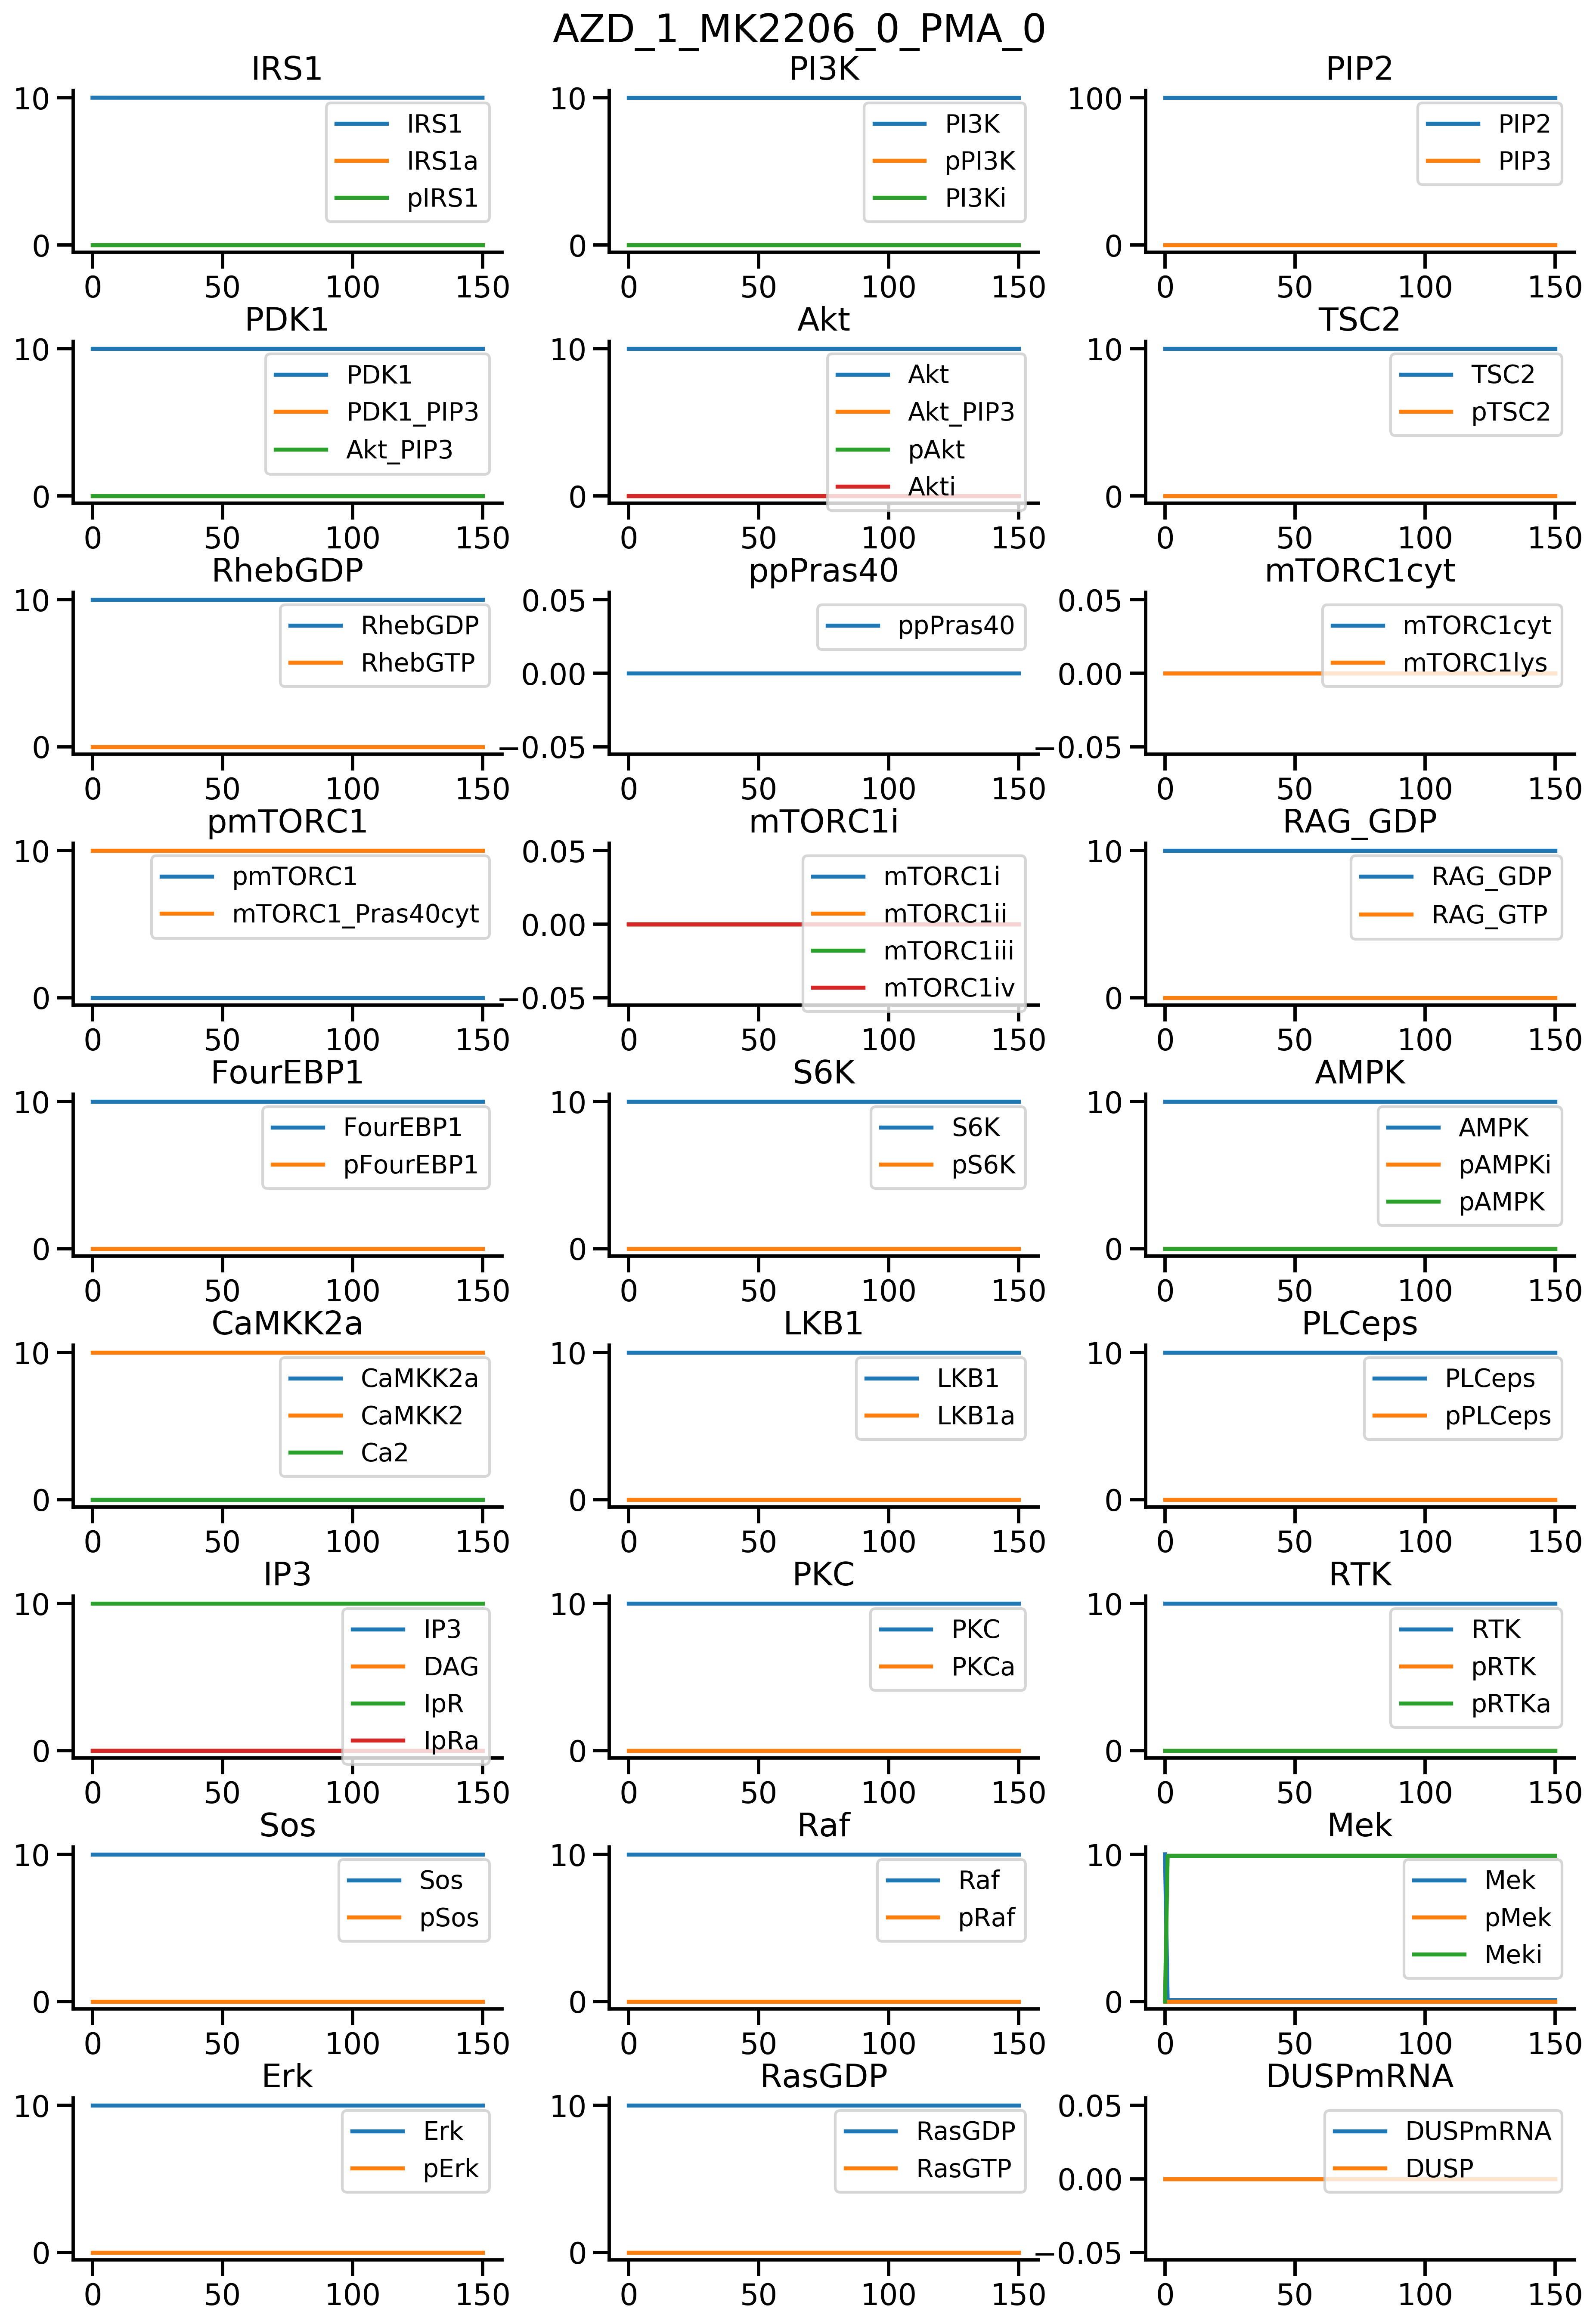 AZD_1_MK2206_0_PMA_0
IRS1 PI3K PIP2
10 IRS1 IRS1a pIRS1 0
0 50 100 150
10 PI3K pPI3K PI3Ki 0
0 50 100 150
100 PIP2 PIP3 0
0 50 100 150
PDK1 Akt TSC2
10 PDK1 PDK1_PIP3 Akt_PIP3 0
0 50 100 150
10 Akt Akt_PIP3 pAkt Akti 0
0 50 100 150
10 TSC2 pTSC2 0
0 50 100 150
RhebGDP ppPras40 mTORC1cyt
10 RhebGDP RhebGTP 0
0 50 100 150
0.05 ppPras40 0.00 −0.05
0 50 100 150
0.05 mTORC1cyt mTORC1lys 0.00 −0.05
0 50 100 150
pmTORC1 mTORC1i RAG_GDP
10 pmTORC1 mTORC1_Pras40cyt 0
0 50 100 150
0.05 mTORC1i mTORC1ii 0.00 mTORC1iii mTORC1iv −0.05
0 50 100 150
10 RAG_GDP RAG_GTP 0
0 50 100 150
FourEBP1 S6K AMPK
10 FourEBP1 pFourEBP1 0
0 50 100 150
10 S6K pS6K 0
0 50 100 150
10 AMPK pAMPKi pAMPK 0
0 50 100 150
CaMKK2a LKB1 PLCeps
10 CaMKK2a CaMKK2 Ca2 0
0 50 100 150
10 LKB1 LKB1a 0
0 50 100 150
10 PLCeps pPLCeps 0
0 50 100 150
IP3 PKC RTK
10 IP3 DAG IpR IpRa 0
0 50 100 150
10 PKC PKCa 0
0 50 100 150
10 RTK pRTK pRTKa 0
0 50 100 150
Sos Raf Mek
10 Sos pSos 0
0 50 100 150
10 Raf pRaf 0
0 50 100 150
10 Mek pMek Meki 0
0 50 100 150
Erk RasGDP DUSPmRNA
10 Erk pErk 0
0 50 100 150
10 RasGDP RasGTP 0
0 50 100 150
0.05 DUSPmRNA DUSP 0.00 −0.05
0 50 100 150